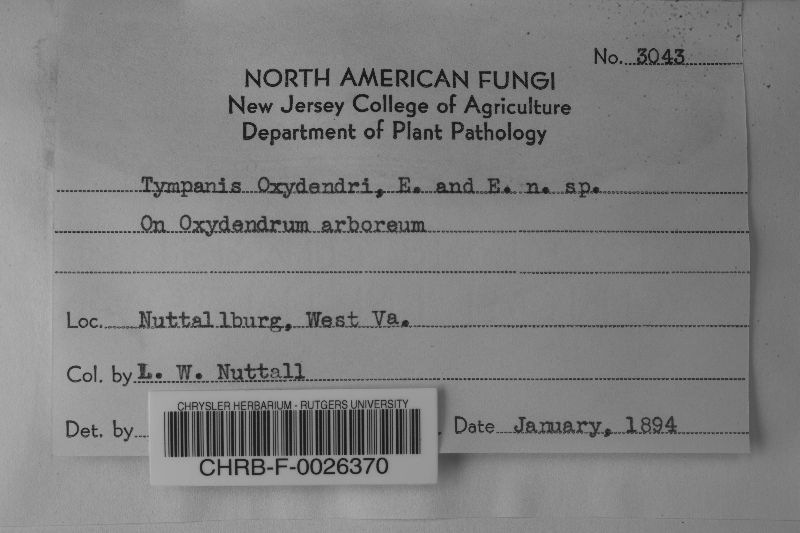 No. 3043
NORTH AMERICAN FUNGI
New Jersey College of Agriculture
Department of Plant Pathology
Tympanis Oxydendri, E. and E. n. sp.
On Oxydendrum arboreum
Loc. Nuttallburg, West Va.
Col. by L. W. Nuttall
Det. by Date January, 1894
CHRYSLER HERBARIUM - RUTGERS UNIVERSITY
CHRB-F-0026370